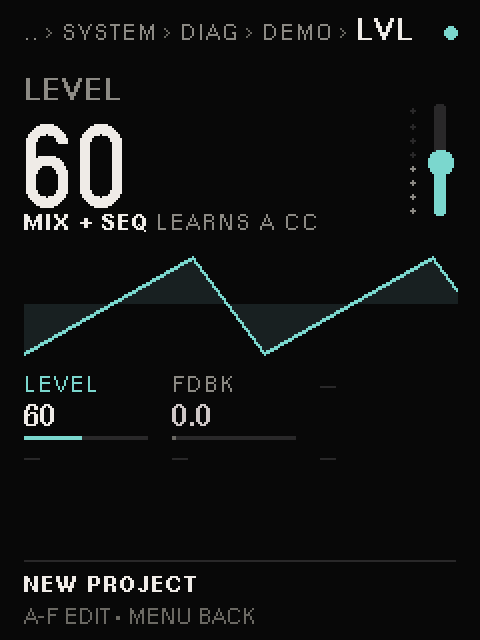 ..› SYSTEM › DIAG › DEMO › LVL
LEVEL
60
MIX + SEQ LEARNS A CC
LEVEL FDBK —
60 0.0
— — —
NEW PROJECT
A-F EDIT· MENU BACK